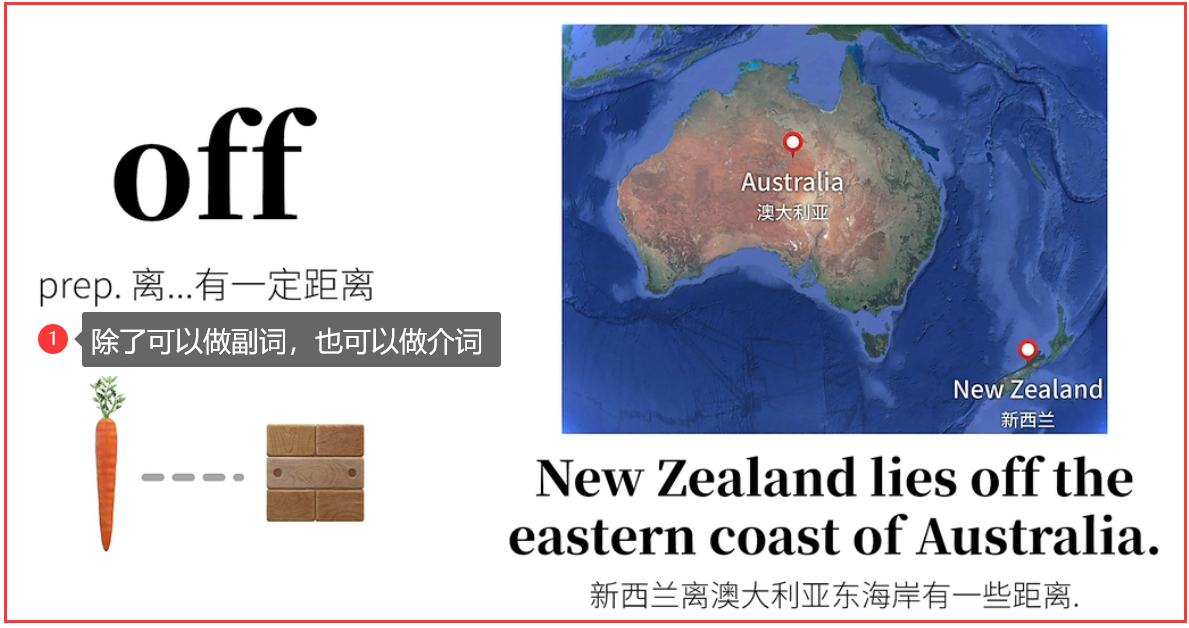 off
prep. 离...有一定距离
1 除了可以做副词，也可以做介词
Australia
澳大利亚
New Zealand
新西兰
New Zealand lies off the
eastern coast of Australia.
新西兰离澳大利亚东海岸有一些距离.